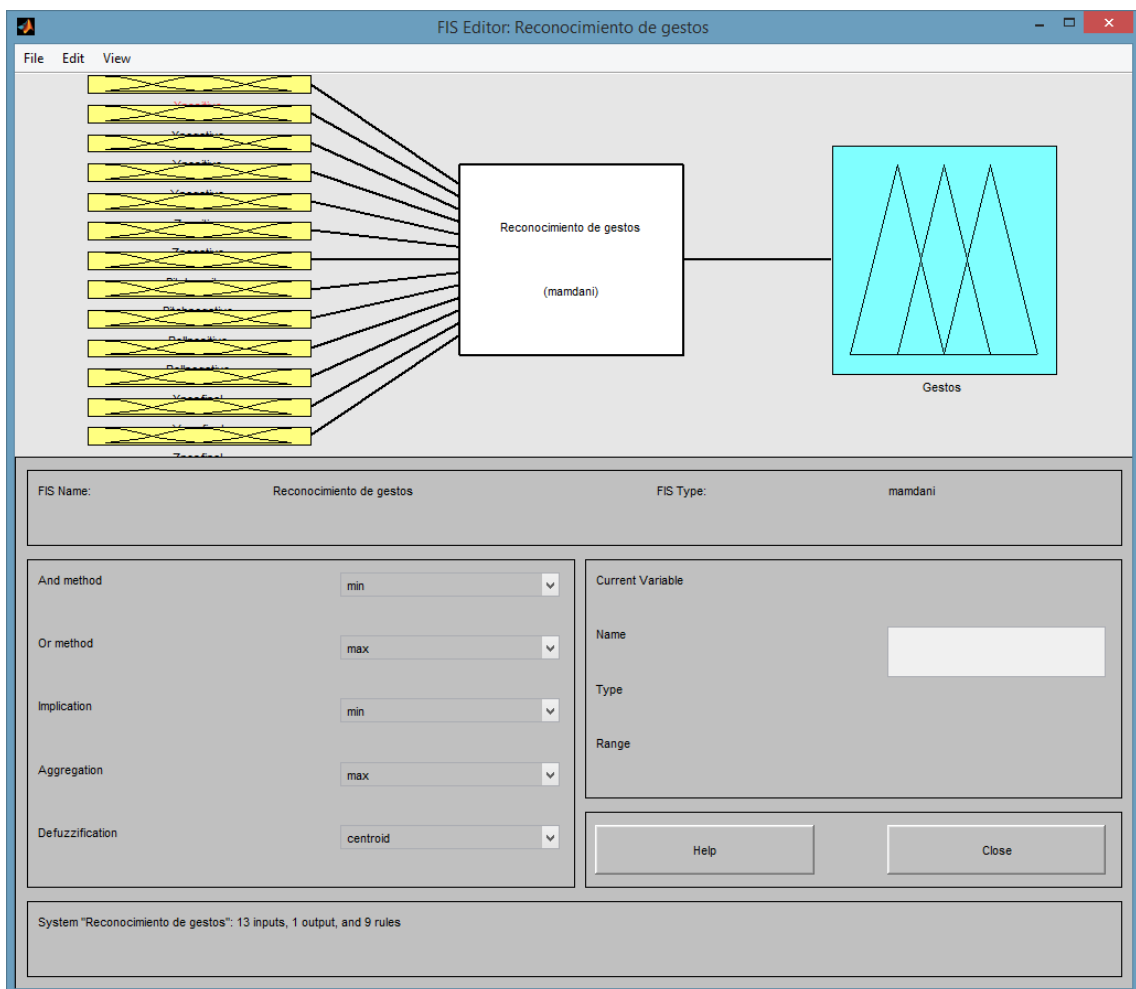 FIS Editor: Reconocimiento de gestos
File Edit View
Reconocimiento de gestos
(mamdani)
Gestos
FIS Name: Reconocimiento de gestos FIS Type: mamdani
And method min
Or method max
Implication min
Aggregation max
Defuzzification centroid
Current Variable
Name
Type
Range
Help Close
System "Reconocimiento de gestos": 13 inputs, 1 output, and 9 rules